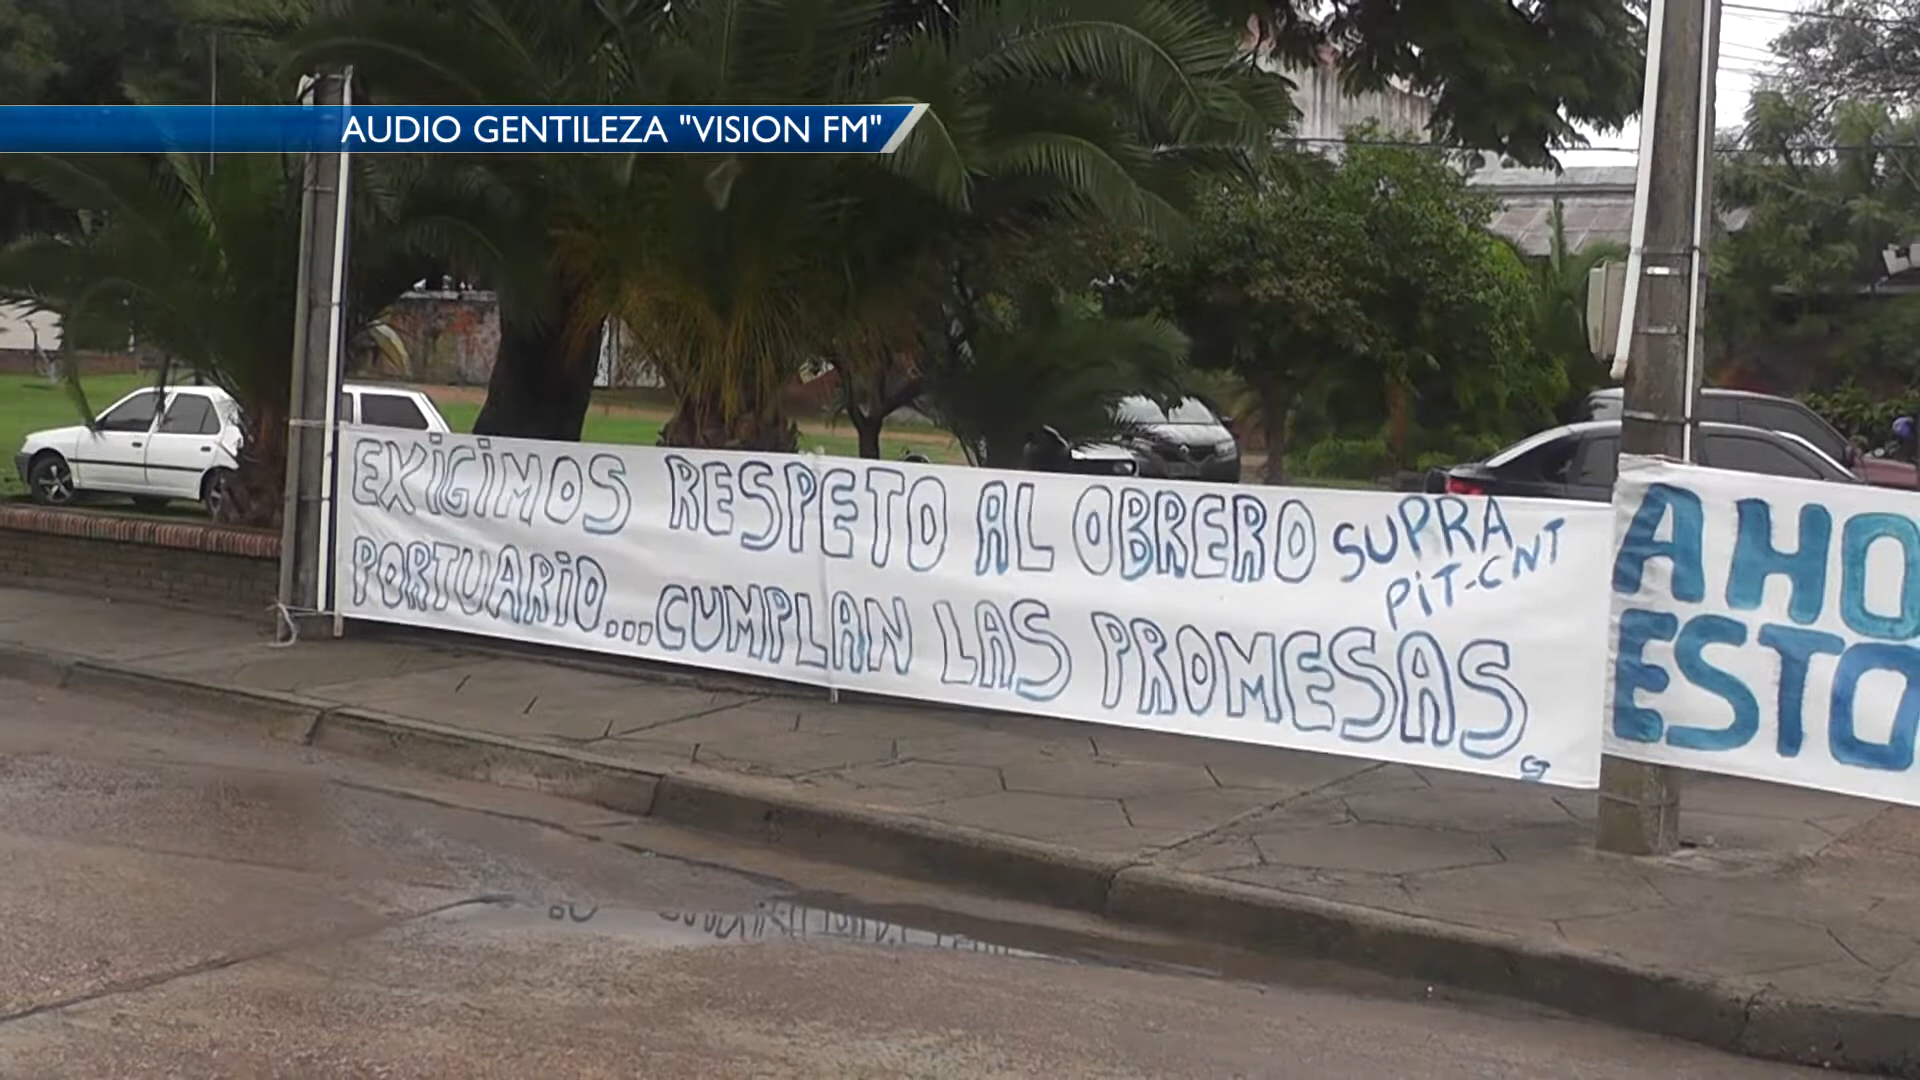 AUDIO GENTILEZA "VISION FM"
EXIGIMOS RESPETO AL OBRERO
PORTUARIO...CUMPLAN LAS PROMESAS.
SUPRA
PIT-CNT
AHO
ESTO